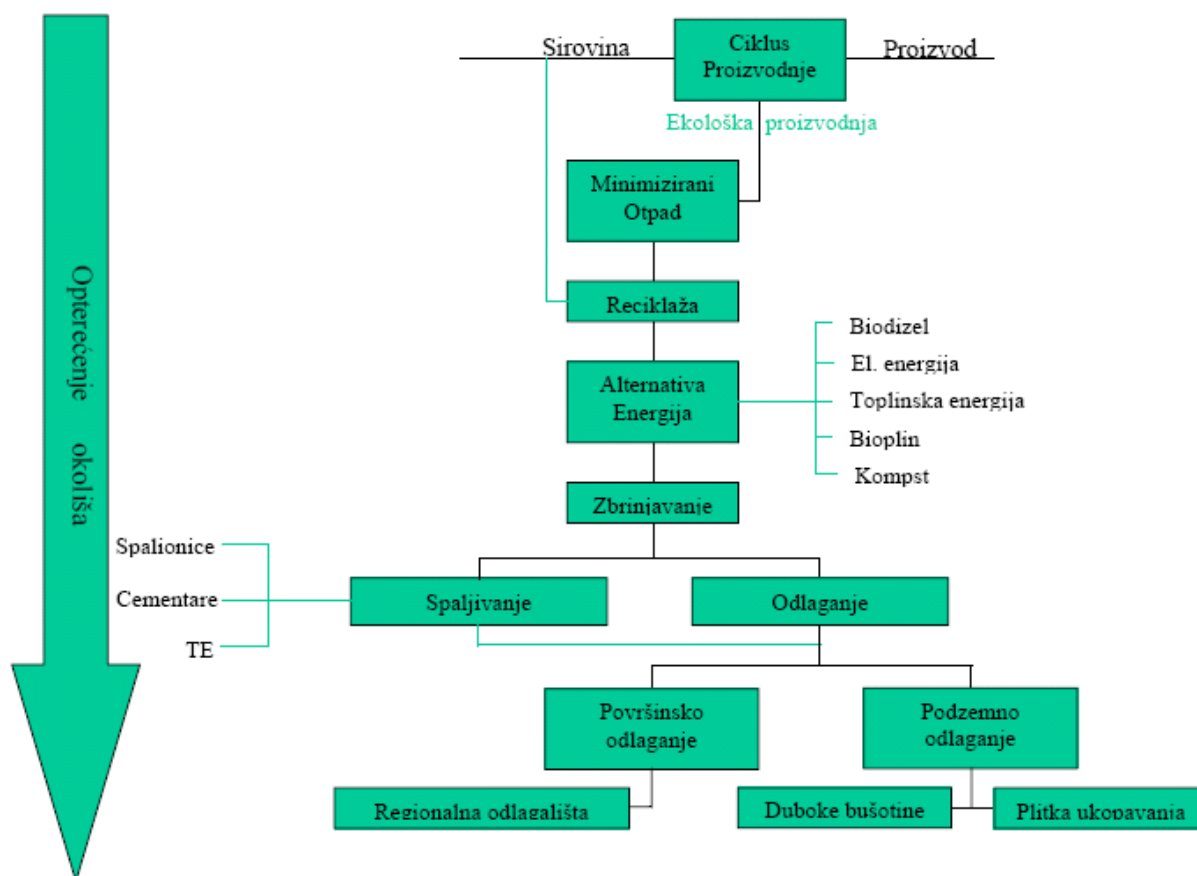 Sirovina
Ciklus
Proizvodnje
Proizvod
Ekološka proizvodnja
Minimizirani
Otpad
Reciklaža
Alternativa
Energija
Biodizel
El. energija
Toplinska energija
Bioplin
Kompst
Zbrinjavanje
Opterećenje okoliša
Spalionice
Cementare
TE
Spaljivanje
Odlaganje
Površinsko
odlaganje
Podzemno
odlaganje
Regionalna odlagališta
Duboke bušotine
Plitka ukopavanja